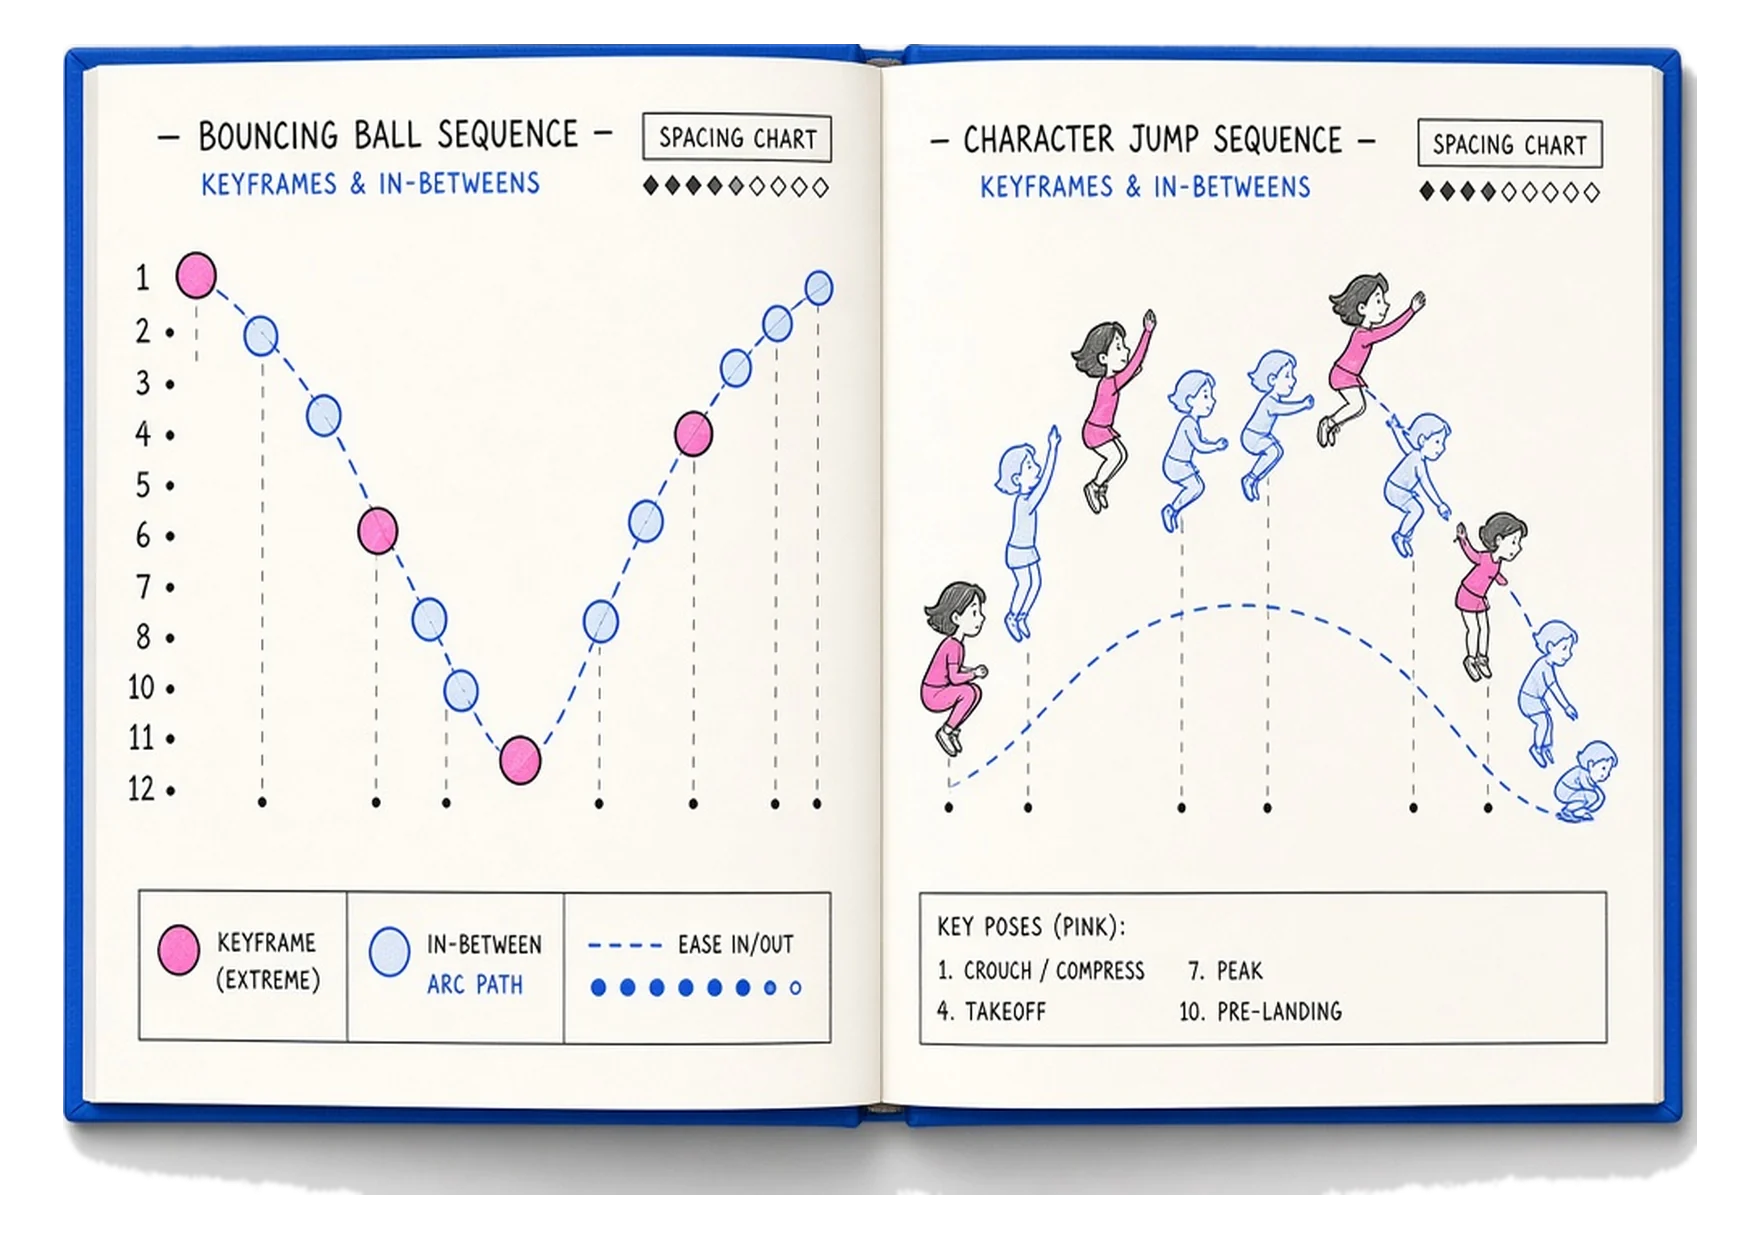 — BOUNCING BALL SEQUENCE —
KEYFRAMES & IN-BETWEENS
SPACING CHART
1
2
3
4
5
6
7
8
10
11
12
KEYFRAME
(EXTREME)
IN-BETWEEN
ARC PATH
EASE IN/OUT
— CHARACTER JUMP SEQUENCE —
KEYFRAMES & IN-BETWEENS
SPACING CHART
KEY POSES (PINK):
1. CROUCH / COMPRESS 7. PEAK
4. TAKEOFF 10. PRE-LANDING